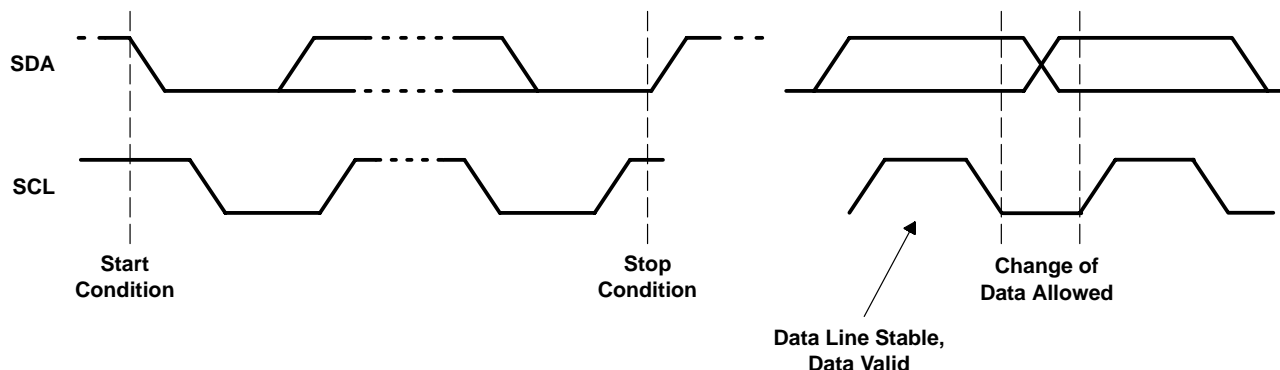 SDA
SCL
Start
Condition
Stop
Condition
Change of
Data Allowed
Data Line Stable,
Data Valid